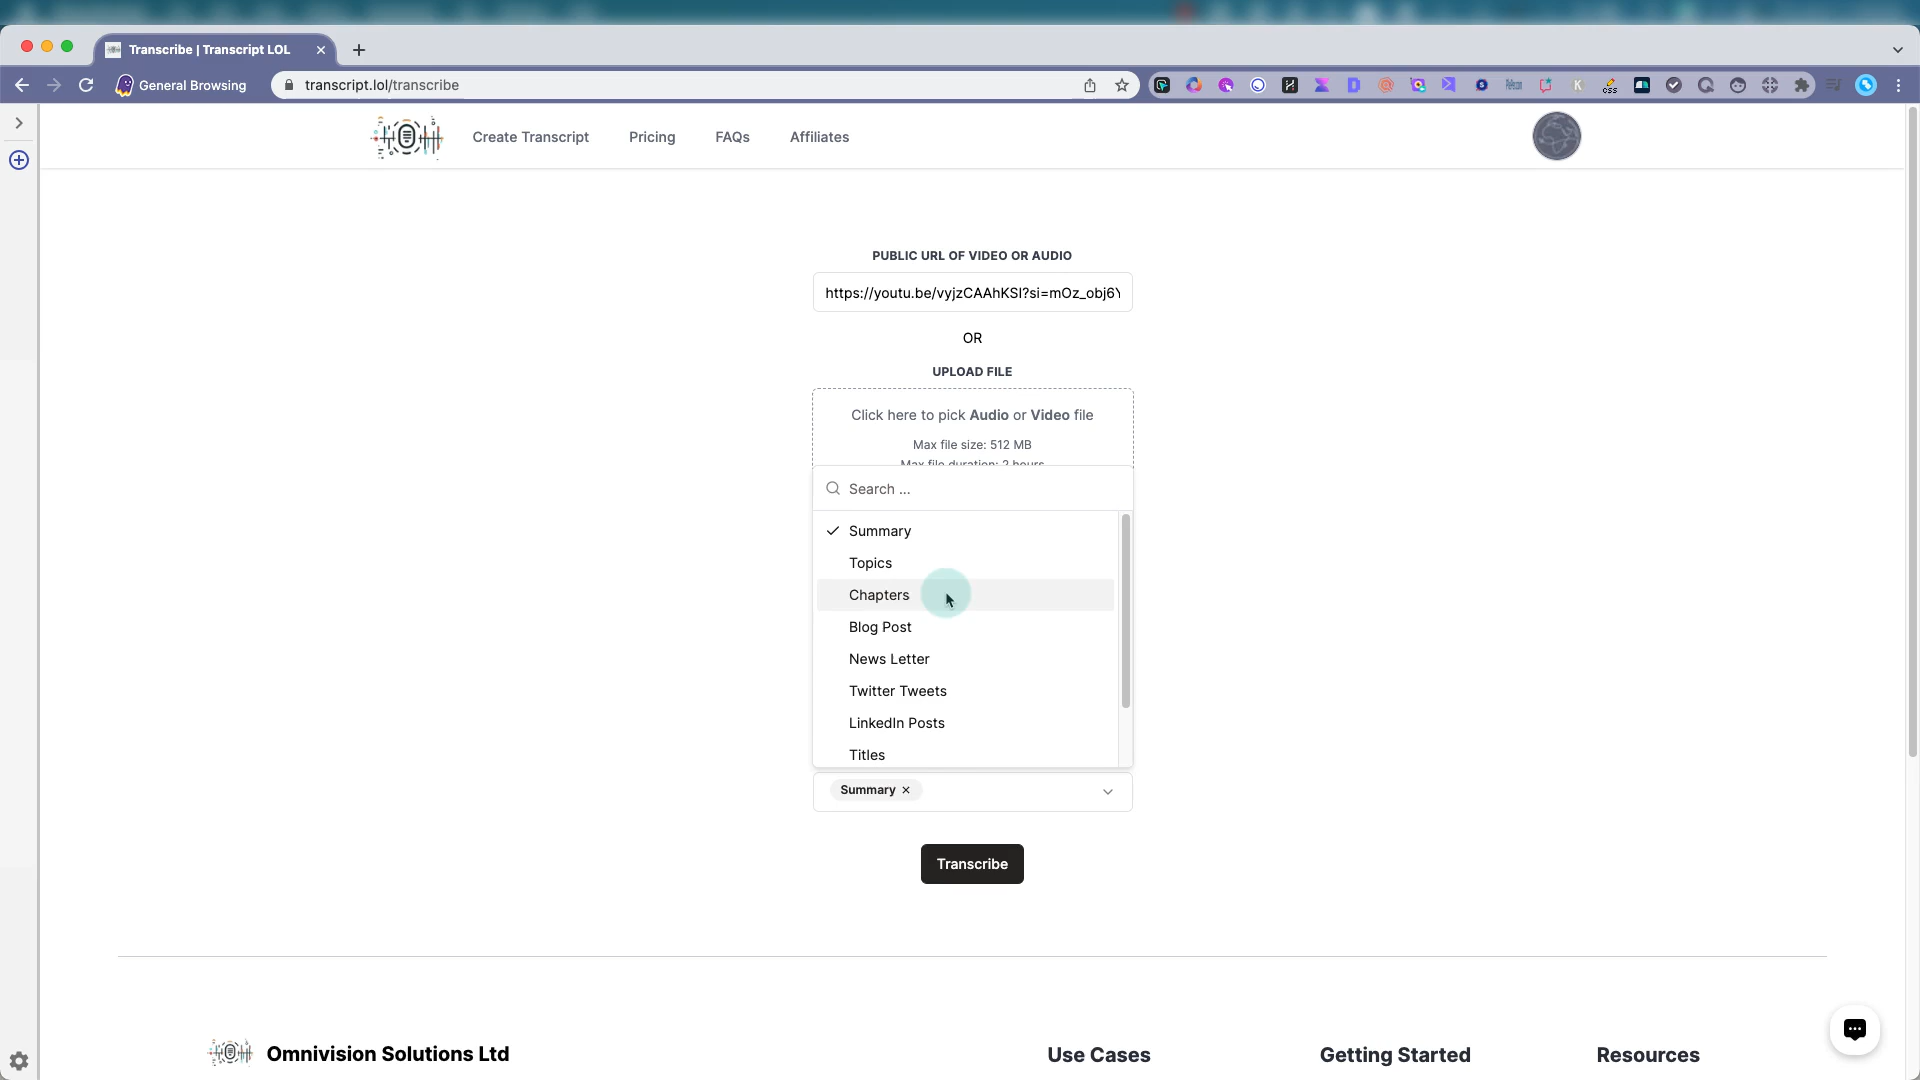 Transcribe | Transcript LOL
General Browsing
transcript.lol/transcribe
Create Transcript
Pricing
FAQs
Affiliates
PUBLIC URL OF VIDEO OR AUDIO
https://youtu.be/vyjzCAAhKSI?si=mOz_obj6Y
OR
UPLOAD FILE
Click here to pick Audio or Video file
Max file size: 512 MB
Max file duration: 2 hours
Search ...
Summary
Topics
Chapters
Blog Post
News Letter
Twitter Tweets
LinkedIn Posts
Titles
Summary
Transcribe
Omnivision Solutions Ltd
Use Cases
Getting Started
Resources